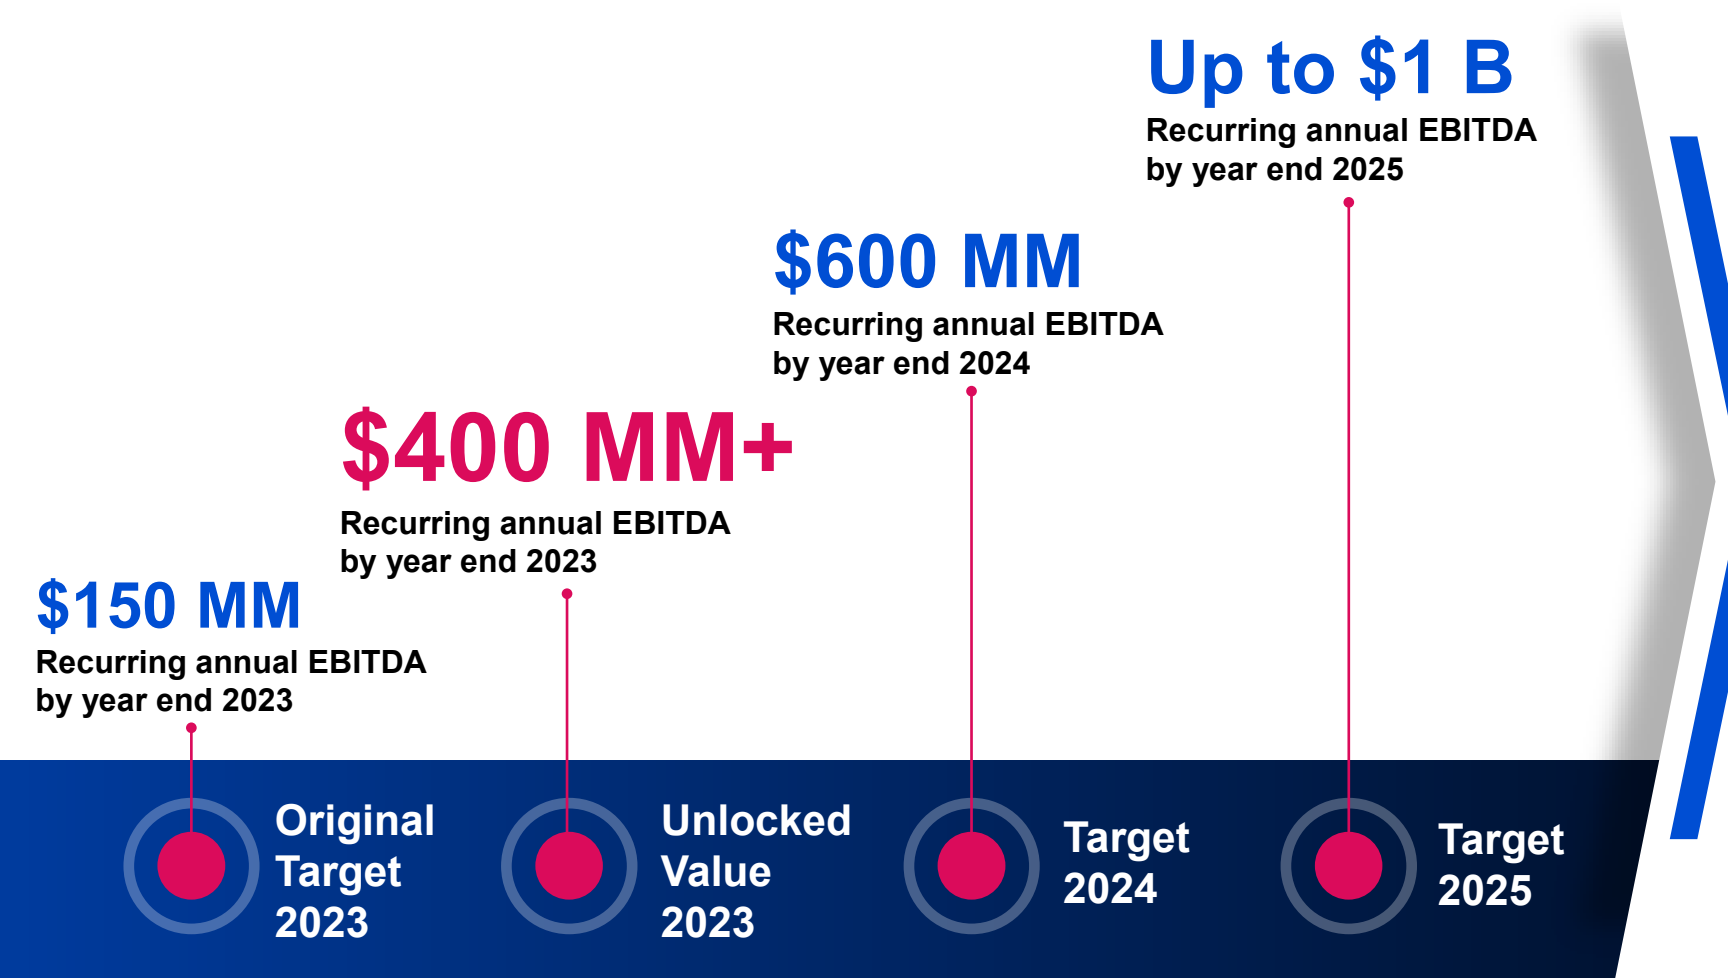 $150 MM
Recurring annual EBITDA
by year end 2023
Original
Target
2023
$400 MM+
Recurring annual EBITDA
by year end 2023
Unlocked
Value
2023
$600 MM
Recurring annual EBITDA
by year end 2024
Target
2024
Up to $1 B
Recurring annual EBITDA
by year end 2025
Target
2025